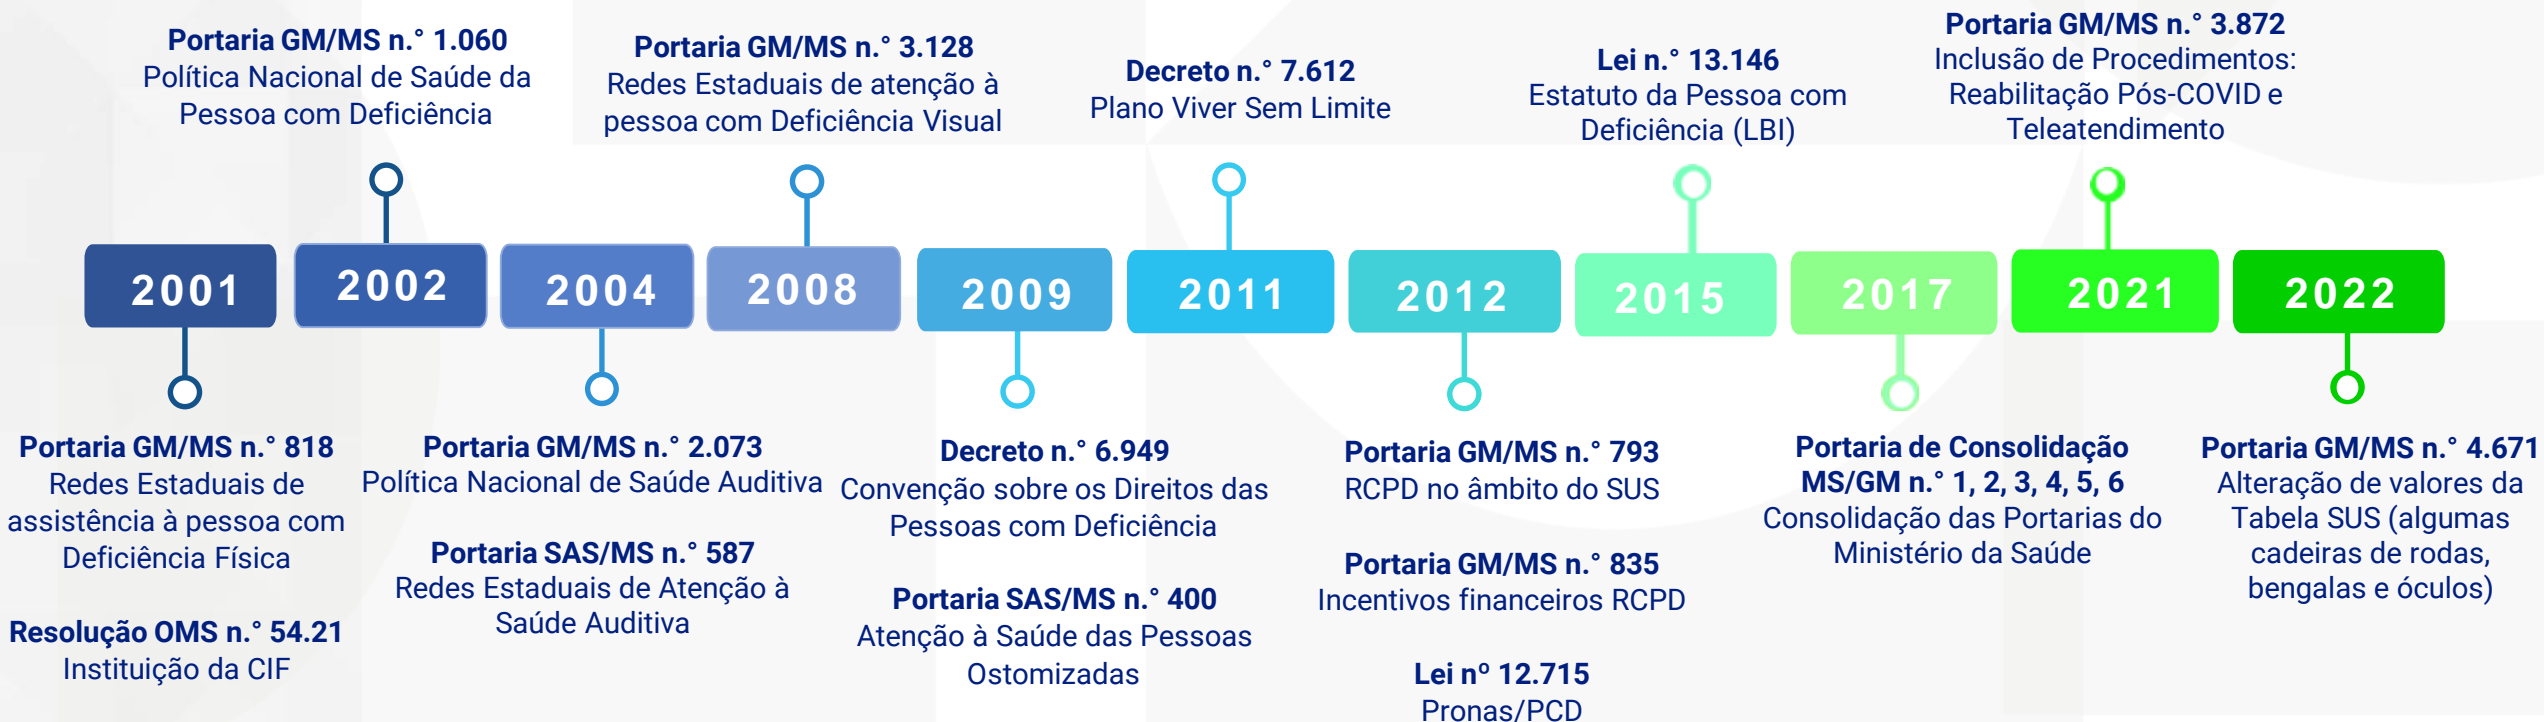 Portaria GM/MS n.° 1.060
Política Nacional de Saúde da
Pessoa com Deficiência
Portaria GM/MS n.° 3.128
Redes Estaduais de atenção à
pessoa com Deficiência Visual
Decreto n.° 7.612
Plano Viver Sem Limite
Lei n.° 13.146
Estatuto da Pessoa com
Deficiência (LBI)
Portaria GM/MS n.° 3.872
Inclusão de Procedimentos:
Reabilitação Pós-COVID e
Teleatendimento
2001
2002
2004
2008
2009
2011
2012
2015
2017
2021
2022
Portaria GM/MS n.° 818
Redes Estaduais de
assistência à pessoa com
Deficiência Física
Resolução OMS n.° 54.21
Instituição da CIF
Portaria GM/MS n.° 2.073
Política Nacional de Saúde Auditiva
Portaria SAS/MS n.° 587
Redes Estaduais de Atenção à
Saúde Auditiva
Decreto n.° 6.949
Convenção sobre os Direitos das
Pessoas com Deficiência
Portaria SAS/MS n.° 400
Atenção à Saúde das Pessoas
Ostomizadas
Portaria GM/MS n.° 793
RCPD no âmbito do SUS
Portaria GM/MS n.° 835
Incentivos financeiros RCPD
Lei nº 12.715
Pronas/PCD
Portaria de Consolidação
MS/GM n.° 1, 2, 3, 4, 5, 6
Consolidação das Portarias do
Ministério da Saúde
Portaria GM/MS n.° 4.671
Alteração de valores da
Tabela SUS (algumas
cadeiras de rodas,
bengalas e óculos)